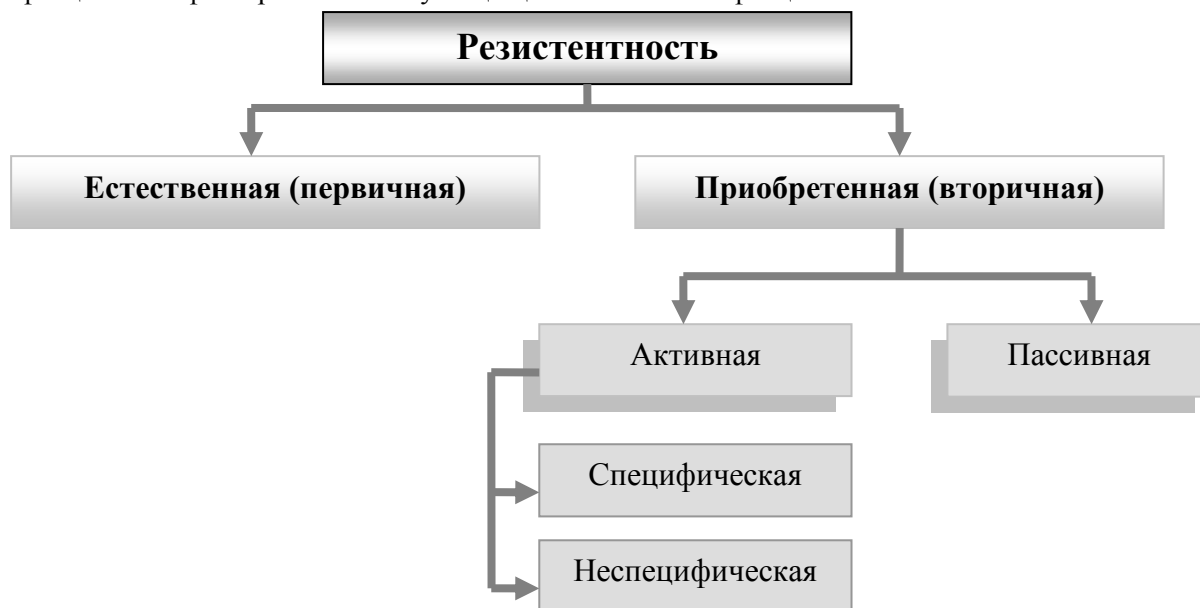 Резистентность
Естественная (первичная)
Приобретенная (вторичная)
Активная
Пассивная
Специфическая
Неспецифическая